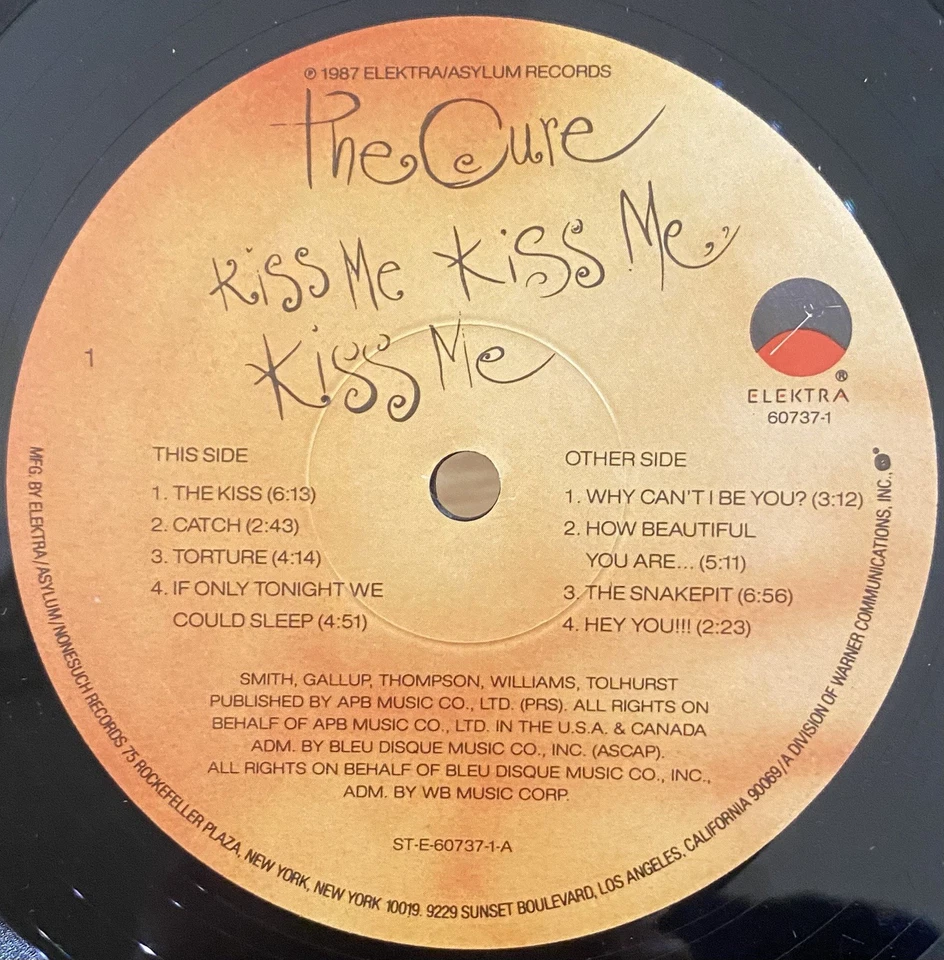 ℗ 1987 ELEKTRA/ASYLUM RECORDS
The Cure
Kiss Me Kiss Me
Kiss Me
1
ELEKTRA®
60737-1
THIS SIDE
1. THE KISS (6:13)
2. CATCH (2:43)
3. TORTURE (4:14)
4. IF ONLY TONIGHT WE
COULD SLEEP (4:51)
OTHER SIDE
1. WHY CAN'T I BE YOU? (3:12)
2. HOW BEAUTIFUL
YOU ARE... (5:11)
3. THE SNAKEPIT (6:56)
4. HEY YOU!!! (2:23)
SMITH, GALLUP, THOMPSON, WILLIAMS, TOLHURST
PUBLISHED BY APB MUSIC CO., LTD. (PRS). ALL RIGHTS ON
BEHALF OF APB MUSIC CO., LTD. IN THE U.S.A. & CANADA
ADM. BY BLEU DISQUE MUSIC CO., INC. (ASCAP).
ALL RIGHTS ON BEHALF OF BLEU DISQUE MUSIC CO., INC.,
ADM. BY WB MUSIC CORP.
ST-E-60737-1-A
MFG. BY ELEKTRA/ASYLUM/NONESUCH RECORDS 75 ROCKEFELLER PLAZA, NEW YORK, NEW YORK 10019. 9229 SUNSET BOULEVARD, LOS ANGELES, CALIFORNIA 90069/A DIVISION OF WARNER COMMUNICATIONS, INC.,